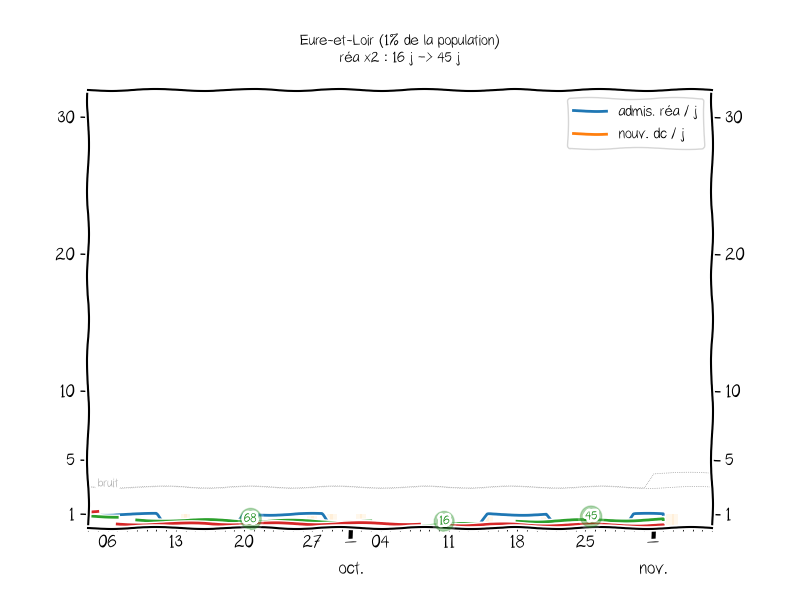 Eure-et-Loir (1% de la population)
réa x2 : 16 j -> 45 j
admis. réa / j
nouv. dc / j
30 30
20 20
10 10
5 5
bruit
1 1
68 16 45
06 13 20 27 04 11 18 25
oct. nov.